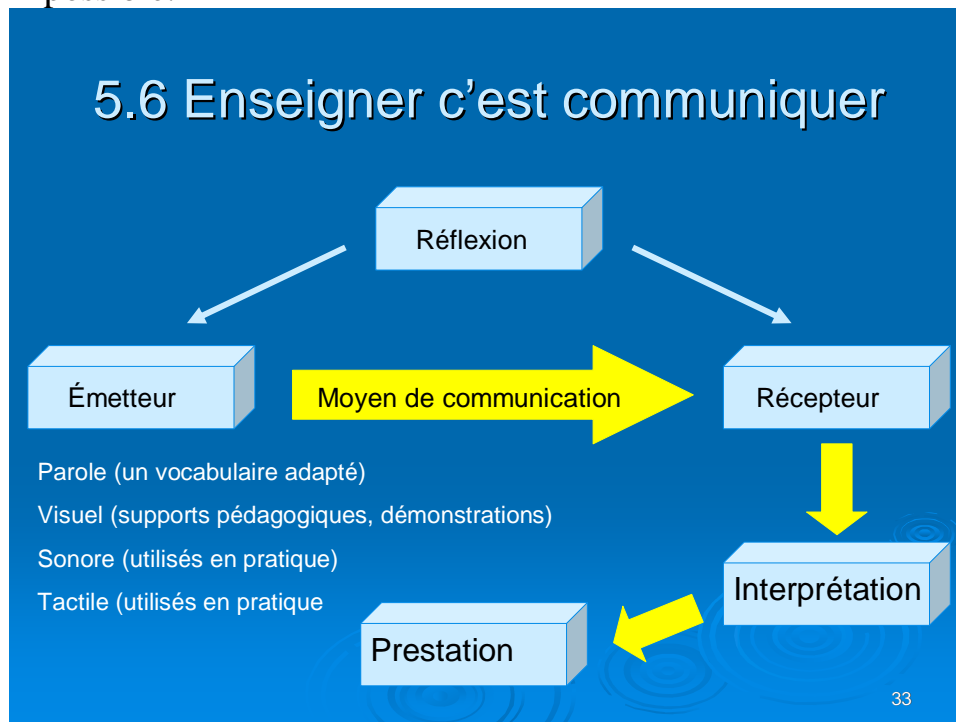 5.6 Enseigner c’est communiquer
Réflexion
Émetteur
Moyen de communication
Récepteur
Parole (un vocabulaire adapté)
Visuel (supports pédagogiques, démonstrations)
Sonore (utilisés en pratique)
Tactile (utilisés en pratique
Interprétation
Prestation
33